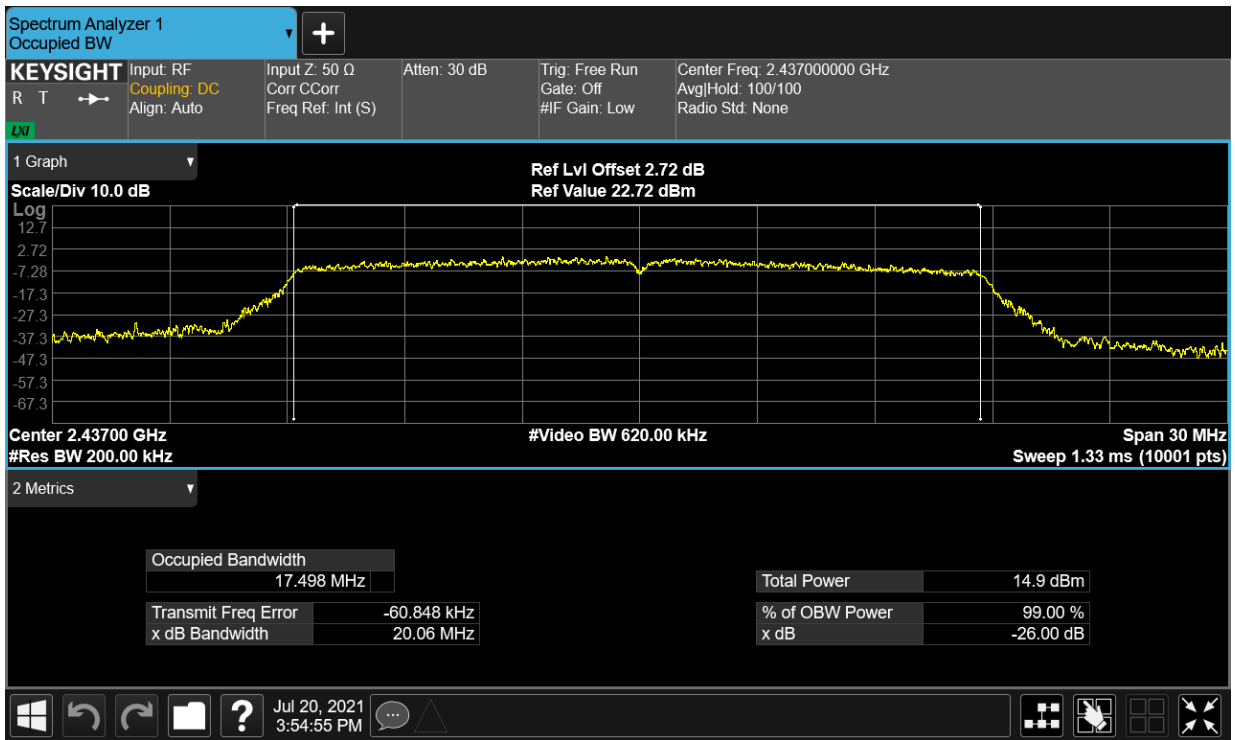 Spectrum Analyzer 1
Occupied BW
+
KEYSIGHT
R T
LXI
Input: RF
Coupling: DC
Align: Auto
Input Z: 50 Ω
Corr CCorr
Freq Ref: Int (S)
Atten: 30 dB
Trig: Free Run
Gate: Off
#IF Gain: Low
Center Freq: 2.437000000 GHz
Avg|Hold: 100/100
Radio Std: None
1 Graph
Ref Lvl Offset 2.72 dB
Scale/Div 10.0 dB
Ref Value 22.72 dBm
Log
12.7
2.72
-7.28
-17.3
-27.3
-37.3
-47.3
-57.3
-67.3
Center 2.43700 GHz
#Video BW 620.00 kHz
Span 30 MHz
#Res BW 200.00 kHz
Sweep 1.33 ms (10001 pts)
2 Metrics
Occupied Bandwidth
17.498 MHz
Total Power 14.9 dBm
Transmit Freq Error -60.848 kHz
% of OBW Power 99.00 %
x dB Bandwidth 20.06 MHz
x dB -26.00 dB
?
Jul 20, 2021
3:54:55 PM